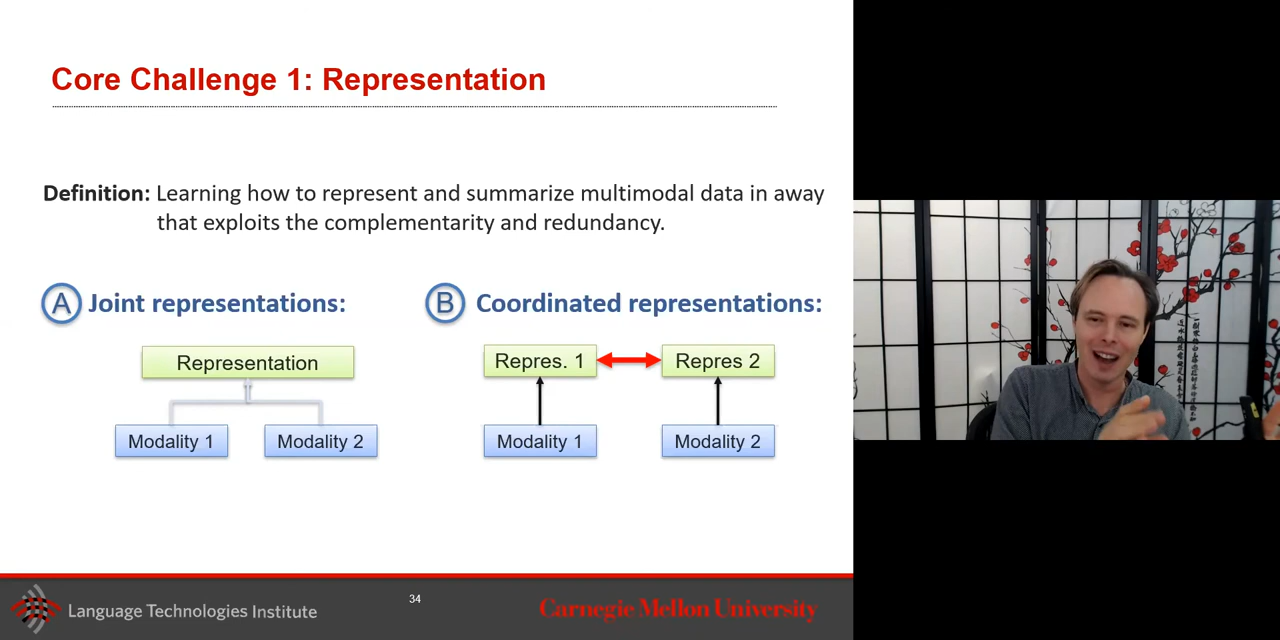 Core Challenge 1: Representation
Definition: Learning how to represent and summarize multimodal data in away
that exploits the complementarity and redundancy.
A Joint representations:
Representation
Modality 1
Modality 2
B Coordinated representations:
Repres. 1
Repres 2
Modality 1
Modality 2
Language Technologies Institute
34
Carnegie Mellon University